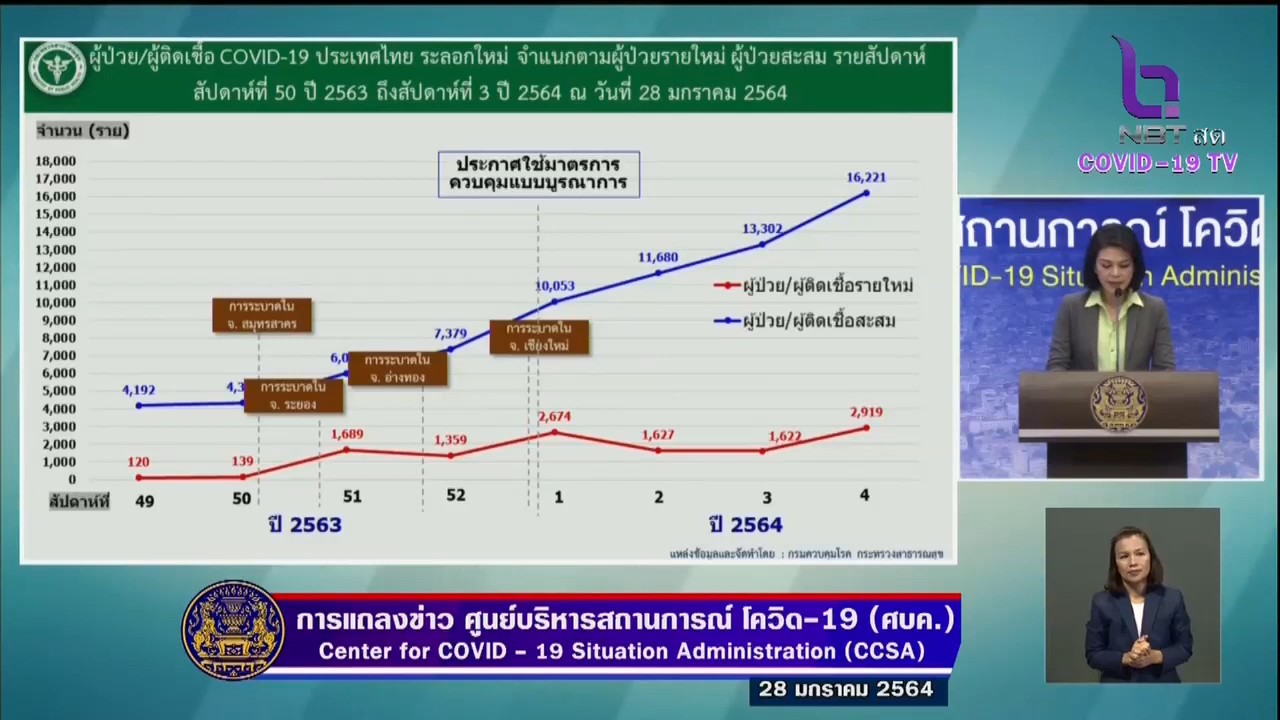 ผู้ป่วย/ผู้ติดเชื้อ COVID-19 ประเทศไทย ระลอกใหม่ จำแนกตามผู้ป่วยรายใหม่ ผู้ป่วยสะสม รายสัปดาห์
สัปดาห์ที่ 50 ปี 2563 ถึงสัปดาห์ที่ 3 ปี 2564 ณ วันที่ 28 มกราคม 2564
NBT สด
COVID-19 TV
จำนวน (ราย)
18,000
17,000
16,000
15,000
14,000
13,000
12,000
11,000
10,000
9,000
8,000
7,000
6,000
5,000
4,000
3,000
2,000
1,000
0
ประกาศใช้มาตรการ
ควบคุมแบบบูรณาการ
16,221
13,302
11,680
10,053
7,379
4,192
ผู้ป่วย/ผู้ติดเชื้อรายใหม่
ผู้ป่วย/ผู้ติดเชื้อสะสม
การระบาดใน
จ. สมุทรสาคร
การระบาดใน
จ. ระยอง
การระบาดใน
จ. อ่างทอง
การระบาดใน
จ. เชียงใหม่
120
139
1,689
1,359
2,674
1,627
1,622
2,919
สัปดาห์ที่ 49 50 51 52 1 2 3 4
ปี 2563 ปี 2564
แหล่งข้อมูลและจัดทำโดย : กรมควบคุมโรค กระทรวงสาธารณสุข
สถานการณ์ โควิด
ID-19 Situation Adminis
การแถลงข่าว ศูนย์บริหารสถานการณ์ โควิด-19 (ศบค.)
Center for COVID – 19 Situation Administration (CCSA)
28 มกราคม 2564